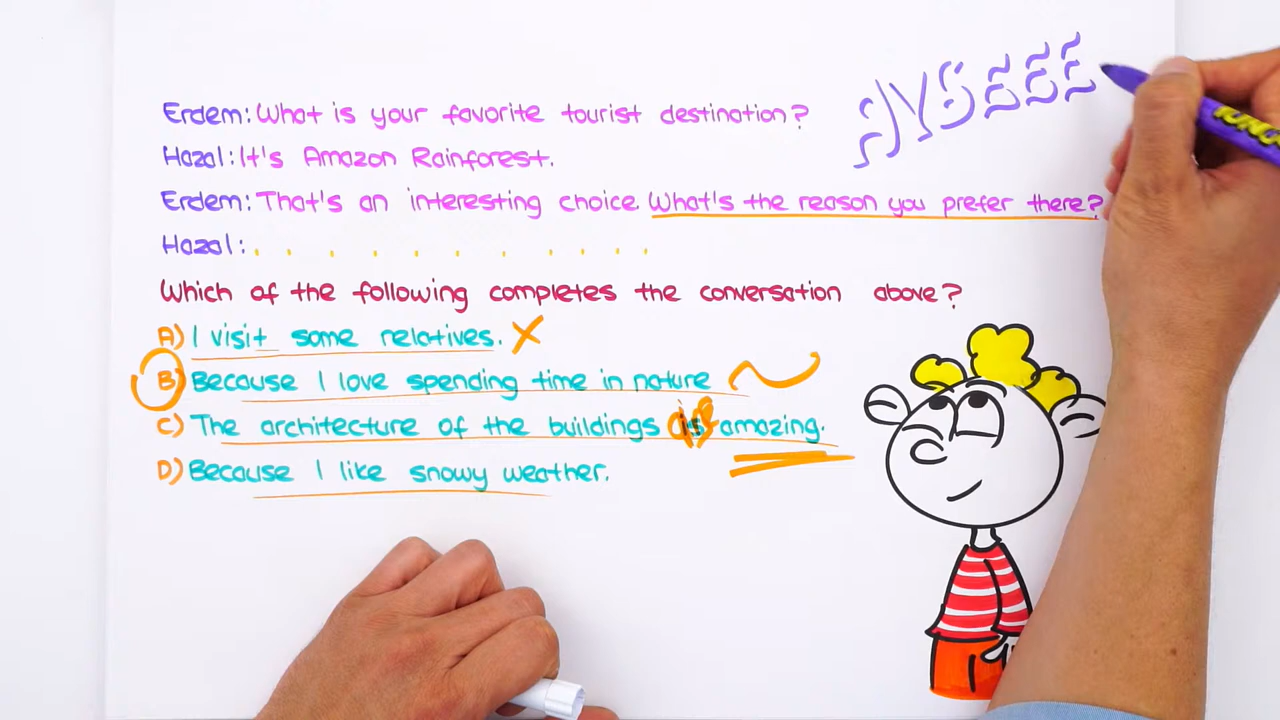 Erdem: What is your favorite tourist destination?
Hazal: It's Amazon Rainforest.
Erdem: That's an interesting choice. What's the reason you prefer there?
Hazal: . . . . . . . . . .
Which of the following completes the conversation above?
A) I visit some relatives.
B) Because I love spending time in nature
C) The architecture of the buildings is amazing.
D) Because I like snowy weather.